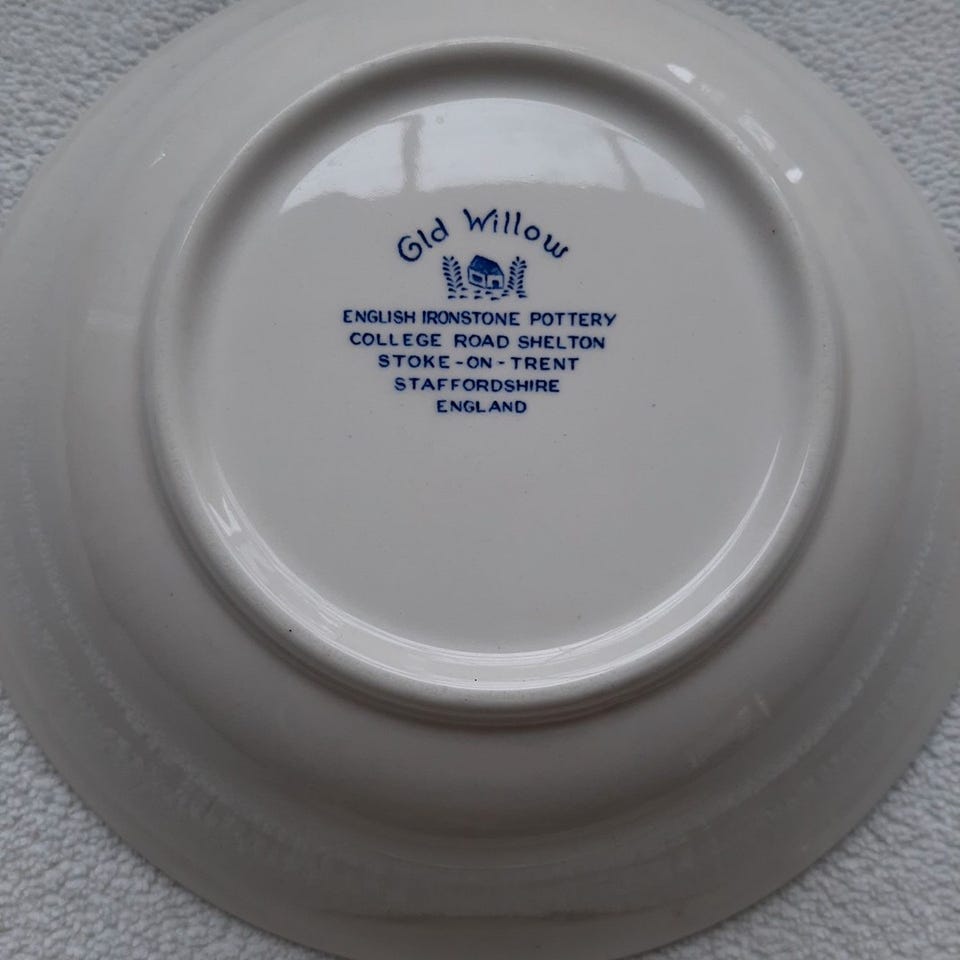 Old Willow
ENGLISH IRONSTONE POTTERY
COLLEGE ROAD SHELTON
STOKE-ON-TRENT
STAFFORDSHIRE
ENGLAND